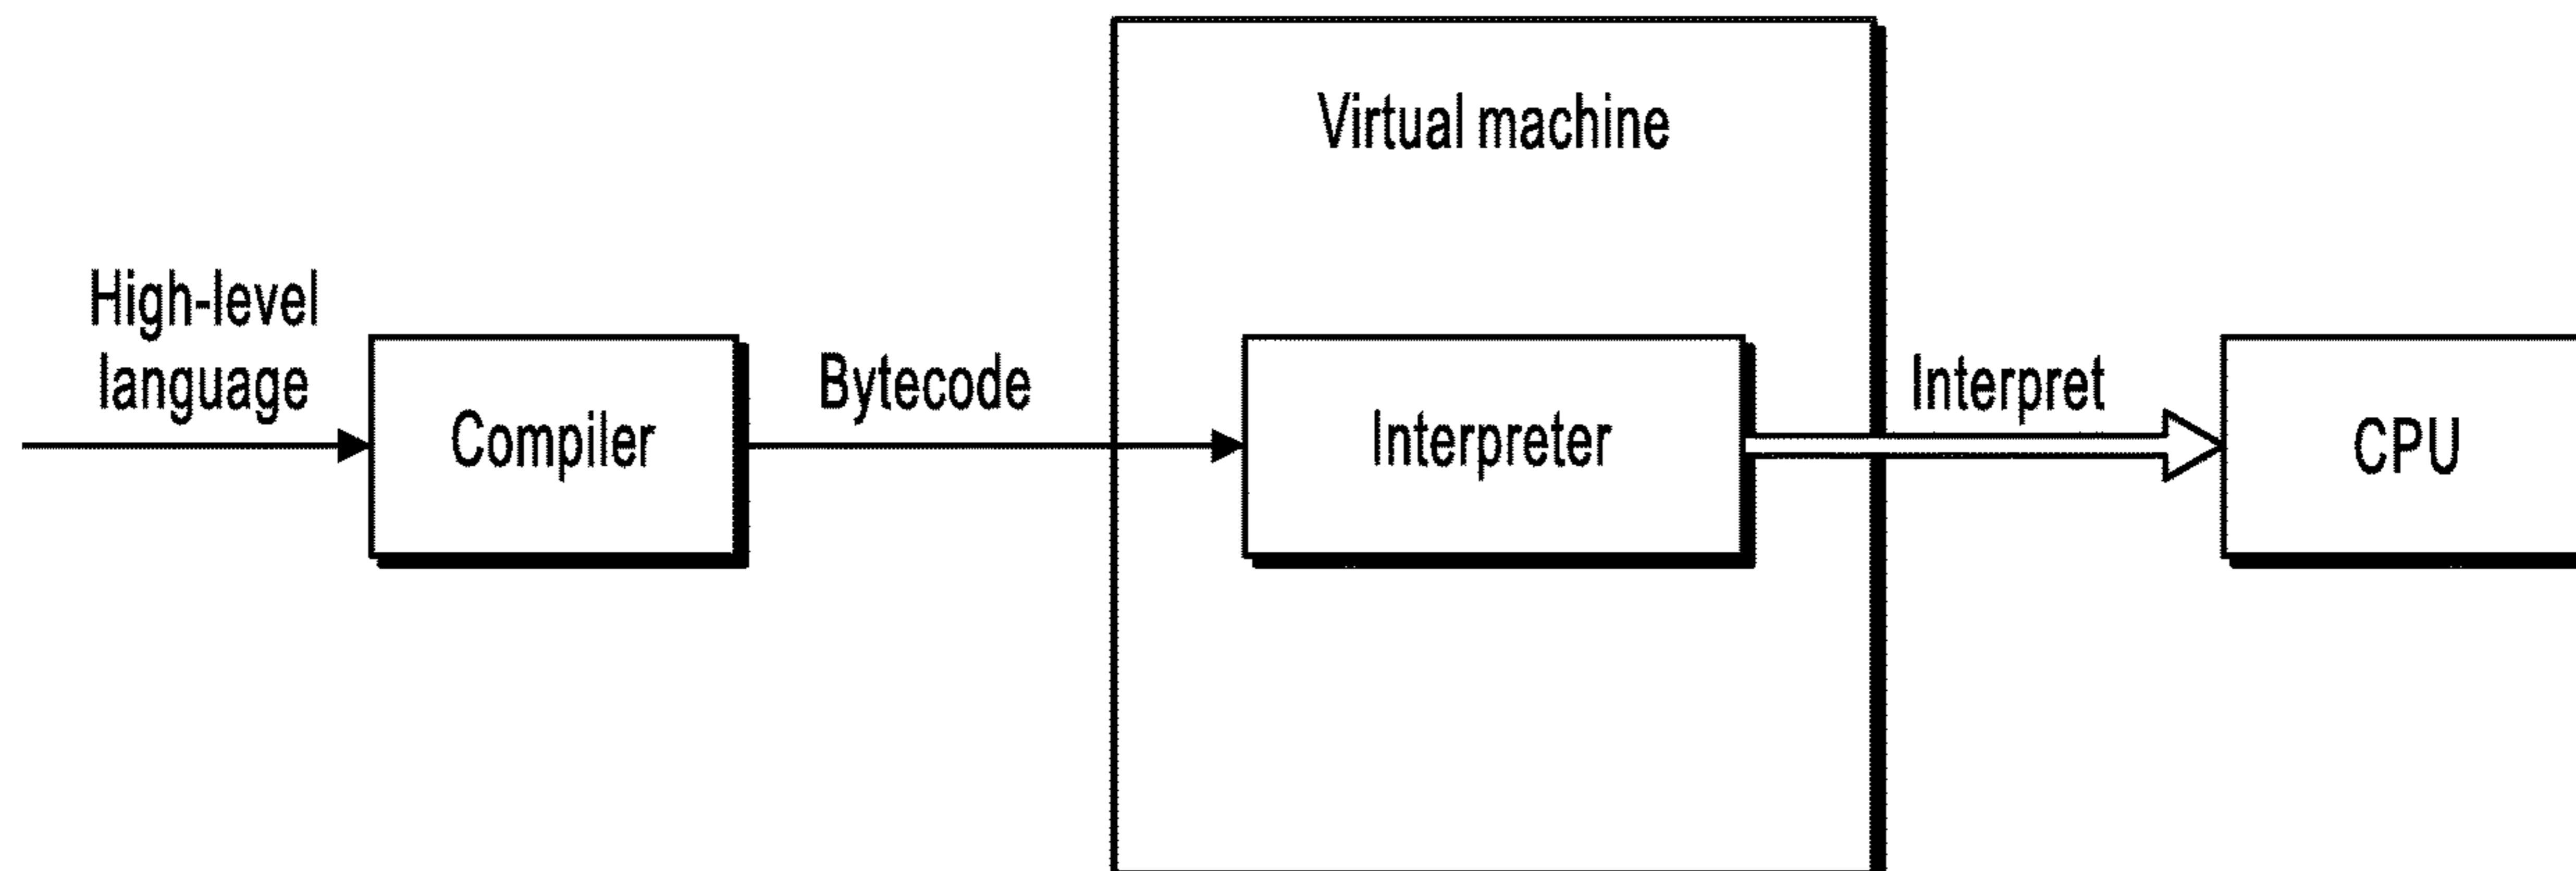 Virtual machine
High-level
language
Compiler
Bytecode
Interpreter
Interpret
CPU